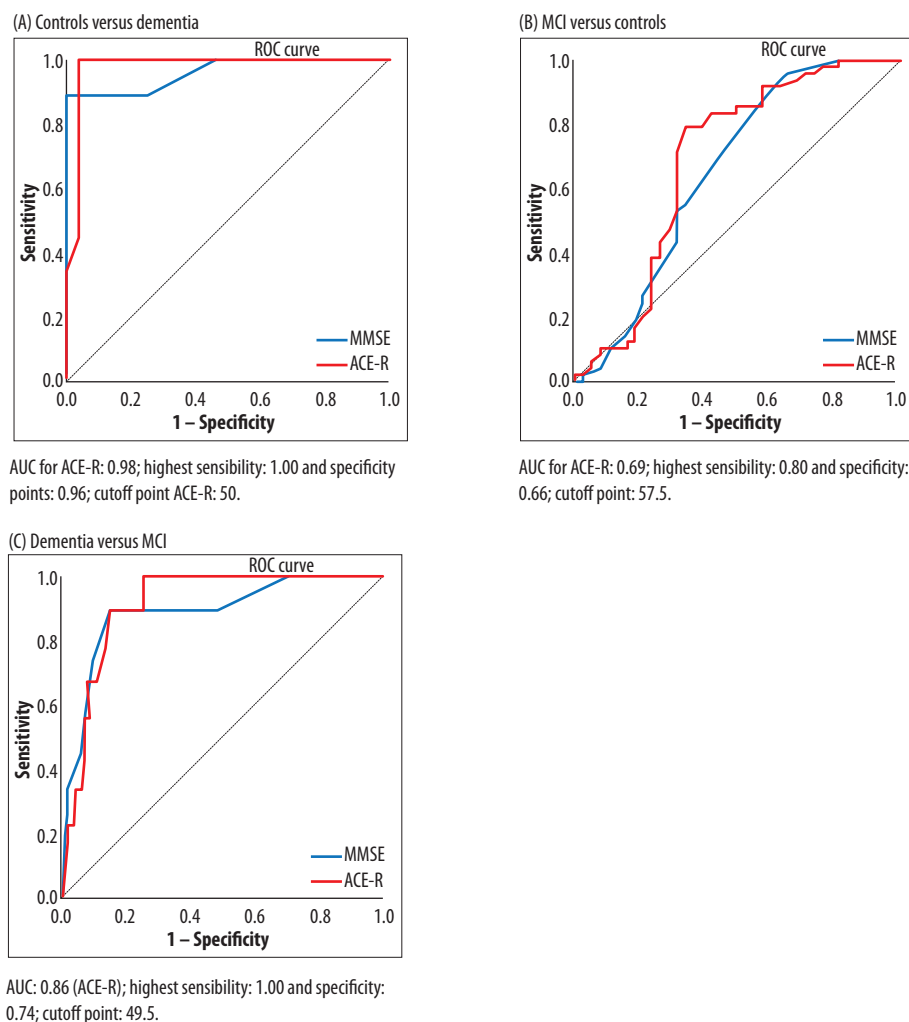 (A) Controls versus dementia
ROC curve
1.0
0.8
0.6
0.4
0.2
0.0
Sensitivity
MMSE
ACE-R
0.0 0.2 0.4 0.6 0.8 1.0
1 – Specificity
AUC for ACE-R: 0.98; highest sensibility: 1.00 and specificity
points: 0.96; cutoff point ACE-R: 50.
(B) MCI versus controls
ROC curve
1.0
0.8
0.6
0.4
0.2
0.0
Sensitivity
MMSE
ACE-R
0.0 0.2 0.4 0.6 0.8 1.0
1 – Specificity
AUC for ACE-R: 0.69; highest sensibility: 0.80 and specificity:
0.66; cutoff point: 57.5.
(C) Dementia versus MCI
ROC curve
1.0
0.8
0.6
0.4
0.2
0.0
Sensitivity
MMSE
ACE-R
0.0 0.2 0.4 0.6 0.8 1.0
1 – Specificity
AUC: 0.86 (ACE-R); highest sensibility: 1.00 and specificity:
0.74; cutoff point: 49.5.